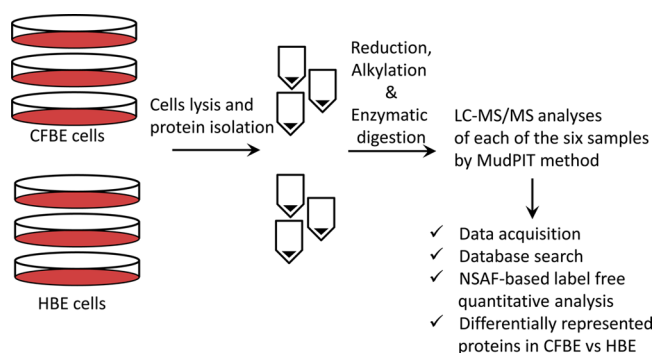 CFBE cells
HBE cells
Cells lysis and
protein isolation
Reduction,
Alkylation
&
Enzymatic
digestion
LC-MS/MS analyses
of each of the six samples
by MudPIT method
✓ Data acquisition
✓ Database search
✓ NSAF-based label free
quantitative analysis
✓ Differentially represented
proteins in CFBE vs HBE